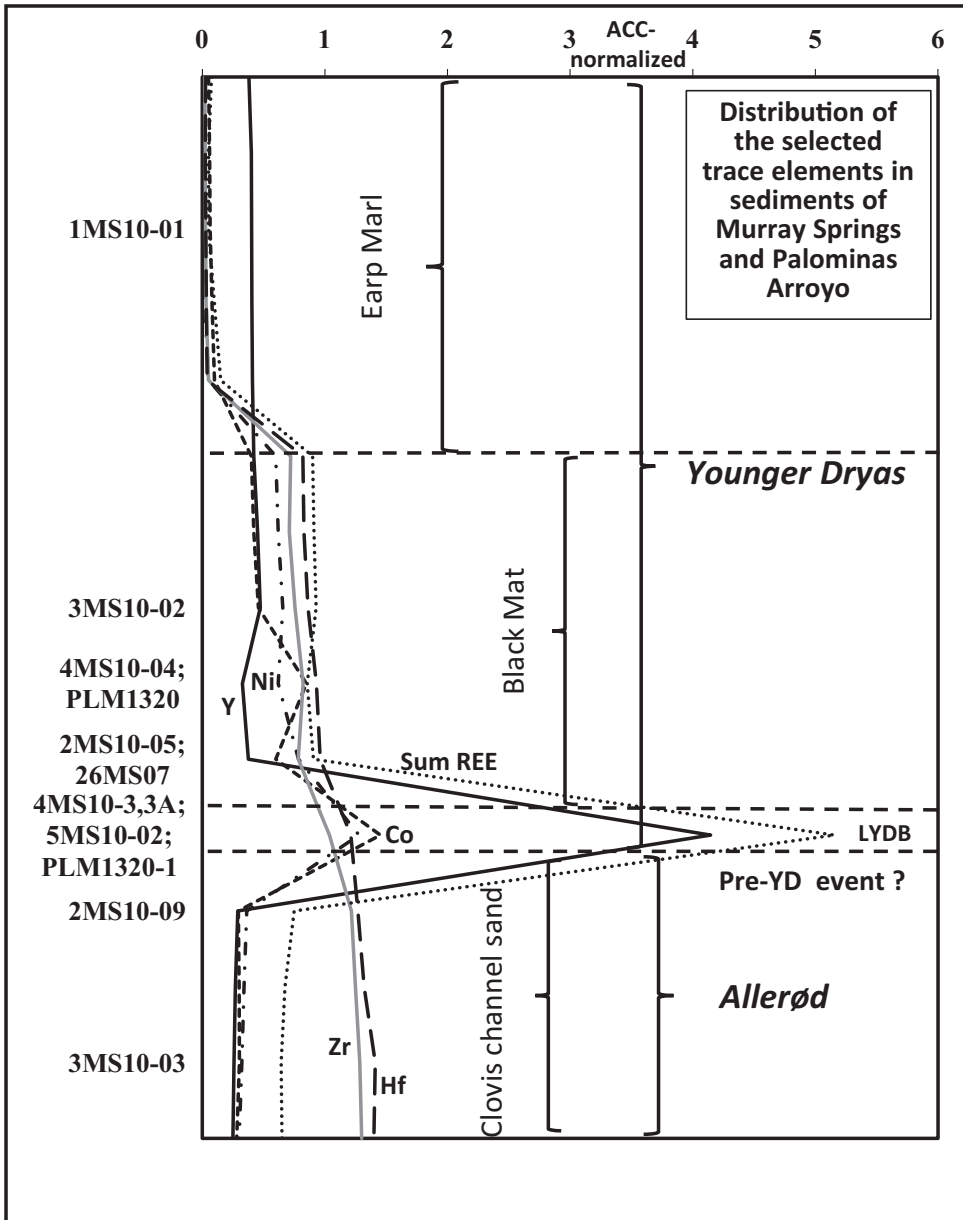 0 1 2 3 4 5 6
ACC-
normalized
Distribution of
the selected
trace elements in
sediments of
Murray Springs
and Palominas
Arroyo
1MS10-01
Earp Marl
Younger Dryas
Black Mat
3MS10-02
4MS10-04;
PLM1320
Ni
Y
2MS10-05;
26MS07
Sum REE
4MS10-3,3A;
5MS10-02;
PLM1320-1
Co
LYDB
Pre-YD event ?
2MS10-09
Clovis channel sand
Allerød
Zr
3MS10-03
Hf